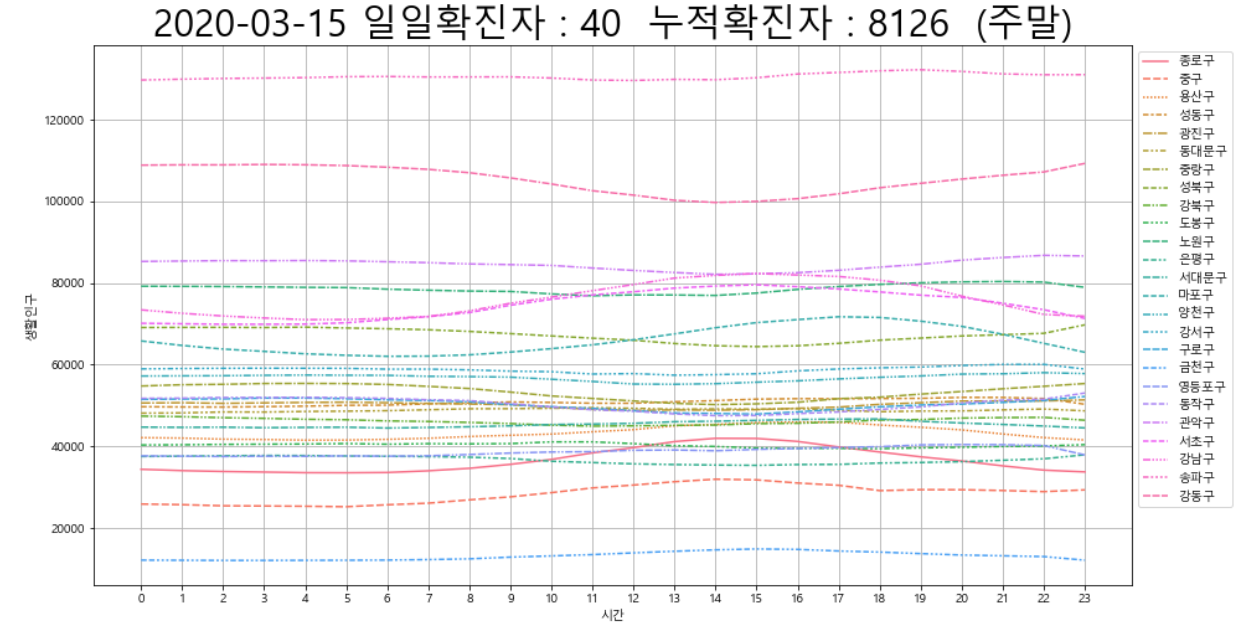 2020-03-15 일일확진자 : 40 누적확진자 : 8126 (주말)
생활인구
120000
100000
80000
60000
40000
20000
0 1 2 3 4 5 6 7 8 9 10 11 12 13 14 15 16 17 18 19 20 21 22 23
시간
종로구
중구
용산구
성동구
광진구
동대문구
중랑구
성북구
강북구
도봉구
노원구
은평구
서대문구
마포구
양천구
강서구
구로구
금천구
영등포구
동작구
관악구
서초구
강남구
송파구
강동구